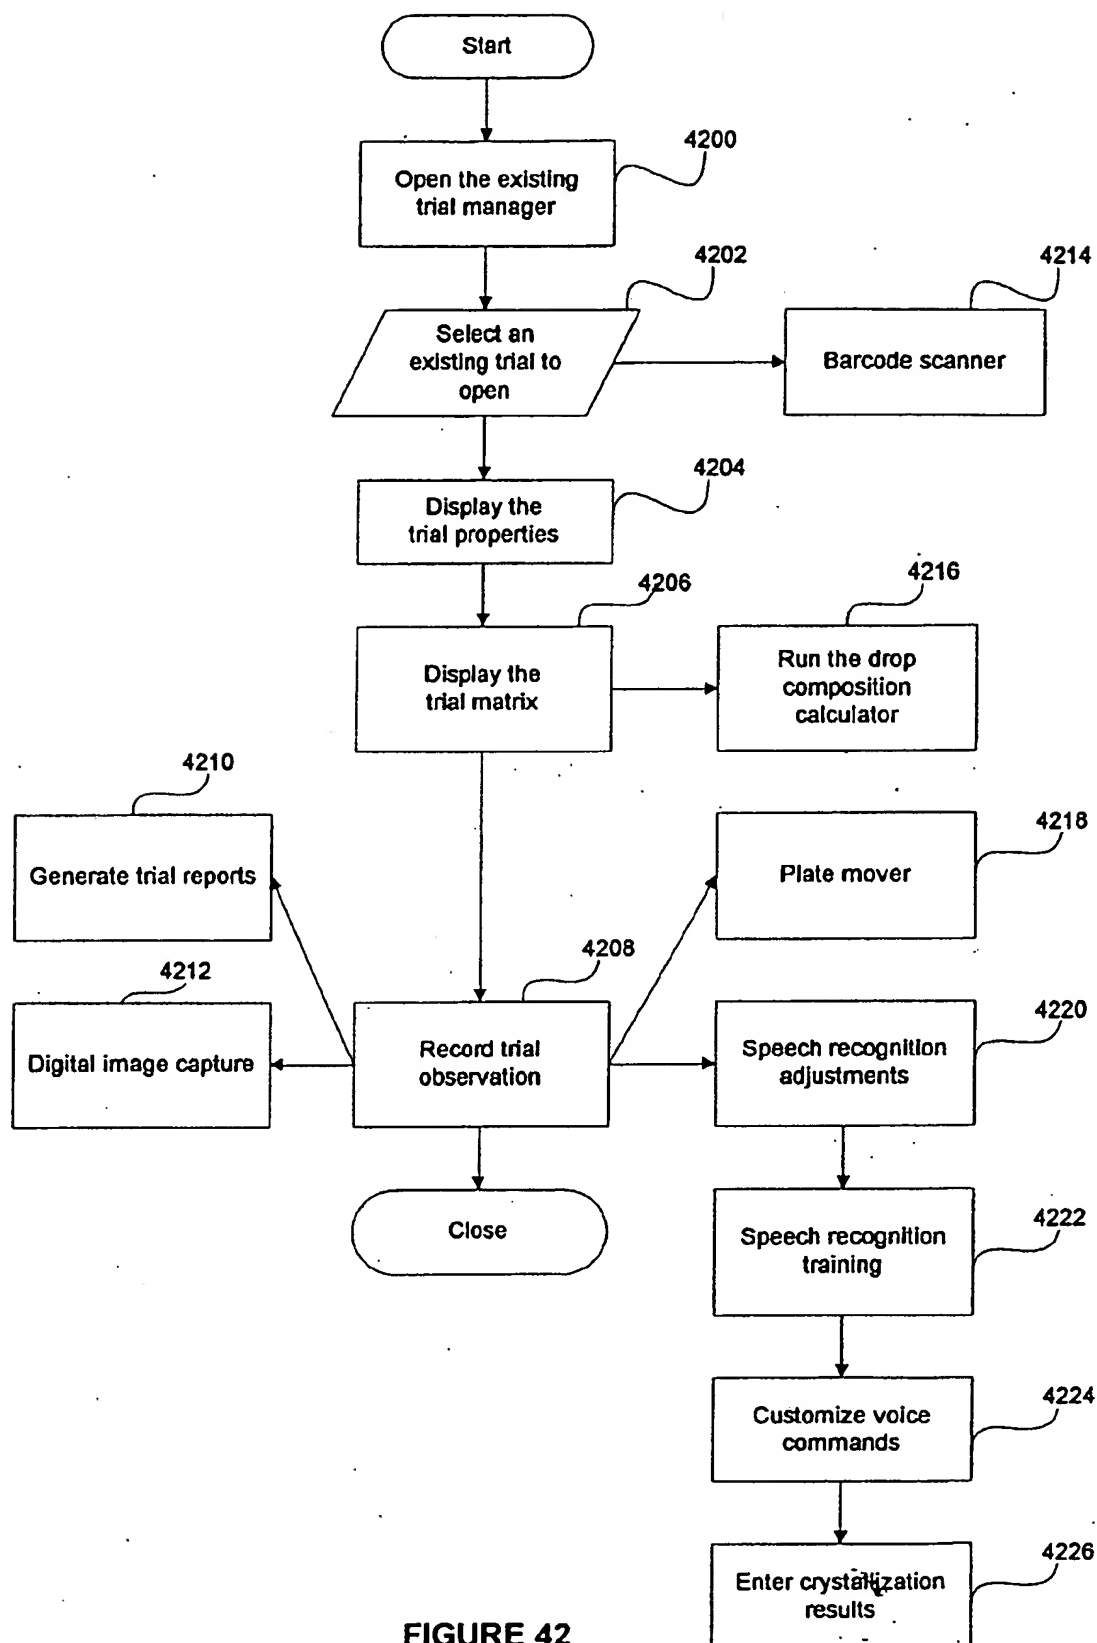 Start
4200
Open the existing
trial manager
4202
4214
Select an
existing trial to
open
Barcode scanner
4204
Display the
trial properties
4206
4216
Display the
trial matrix
Run the drop
composition
calculator
4210
4218
Generate trial reports
Plate mover
4208
4212
4220
Digital image capture
Record trial
observation
Speech recognition
adjustments
Close
4222
Speech recognition
training
4224
Customize voice
commands
4226
Enter crystallization
results
FIGURE 42